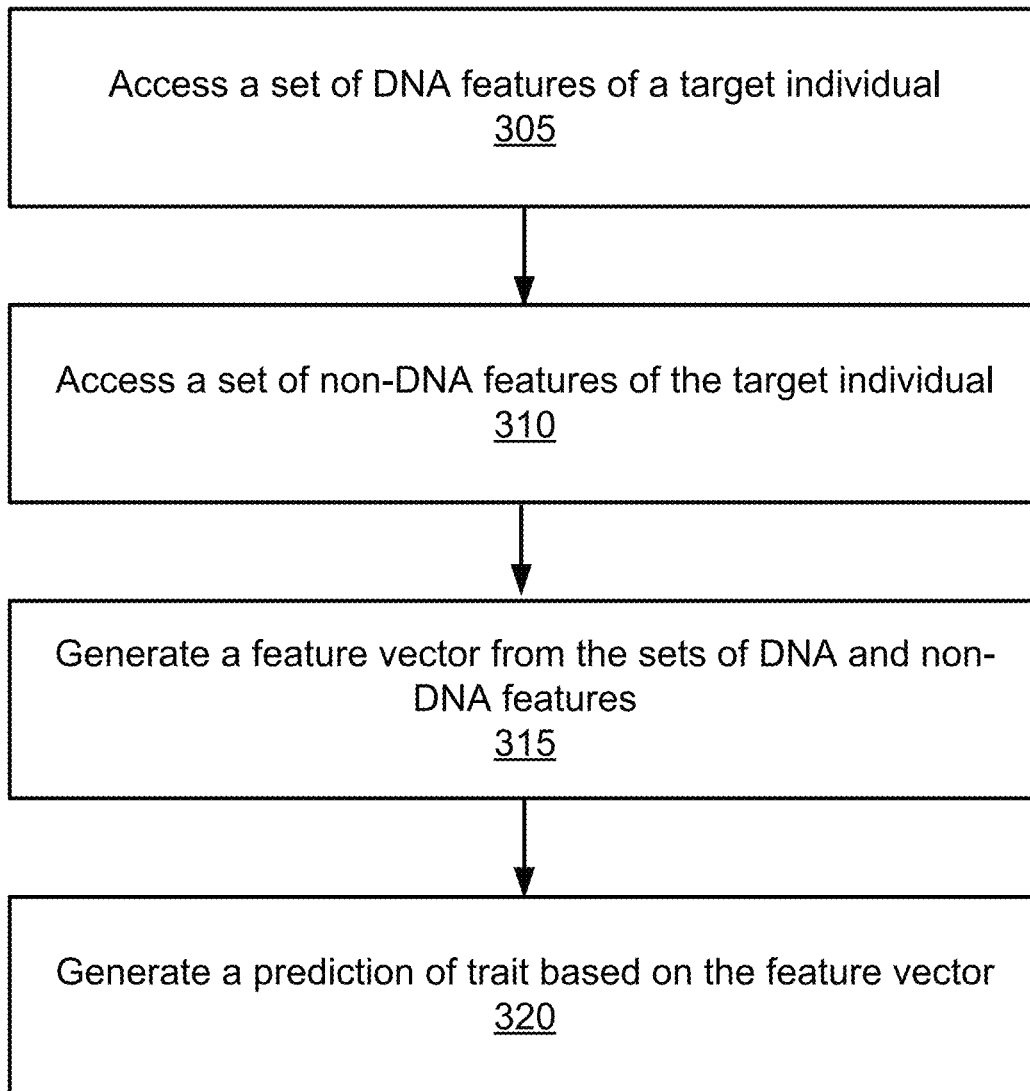 Access a set of DNA features of a target individual
305
Access a set of non-DNA features of the target individual
310
Generate a feature vector from the sets of DNA and non-
DNA features
315
Generate a prediction of trait based on the feature vector
320